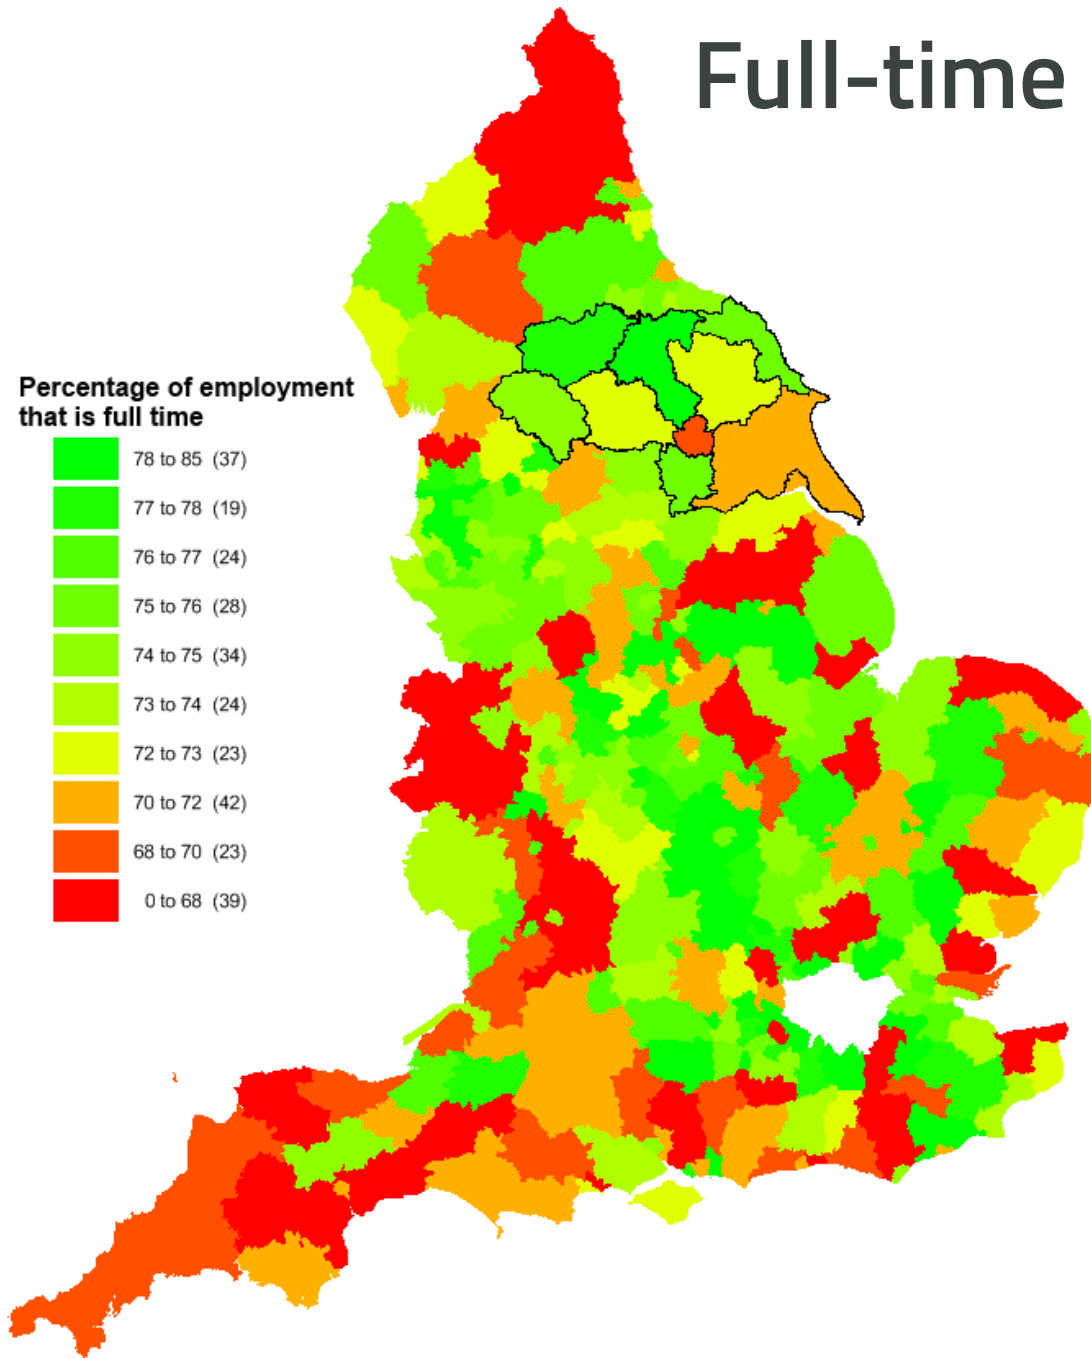 Full-time
Percentage of employment
that is full time
78 to 85 (37)
77 to 78 (19)
76 to 77 (24)
75 to 76 (28)
74 to 75 (34)
73 to 74 (24)
72 to 73 (23)
70 to 72 (42)
68 to 70 (23)
0 to 68 (39)